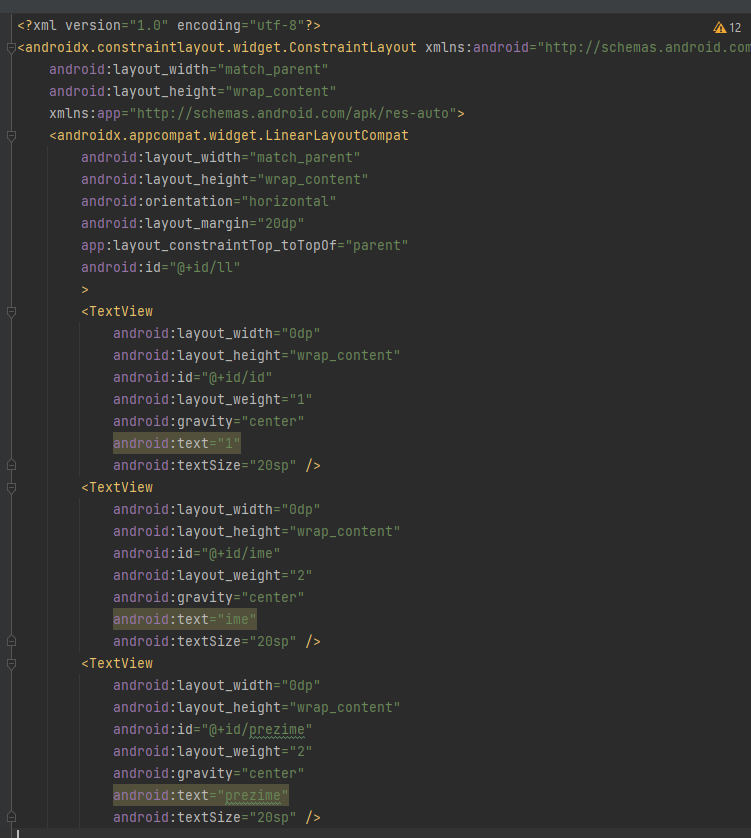 <?xml version="1.0" encoding="utf-8"?>
12
<androidx.constraintlayout.widget.ConstraintLayout xmlns:android="http://schemas.android.com
    android:layout_width="match_parent"
    android:layout_height="wrap_content"
    xmlns:app="http://schemas.android.com/apk/res-auto">
    <androidx.appcompat.widget.LinearLayoutCompat
        android:layout_width="match_parent"
        android:layout_height="wrap_content"
        android:orientation="horizontal"
        android:layout_margin="20dp"
        app:layout_constraintTop_toTopOf="parent"
        android:id="@+id/ll"
        >
        <TextView
            android:layout_width="0dp"
            android:layout_height="wrap_content"
            android:id="@+id/id"
            android:layout_weight="1"
            android:gravity="center"
            android:text="1"
            android:textSize="20sp" />
        <TextView
            android:layout_width="0dp"
            android:layout_height="wrap_content"
            android:id="@+id/ime"
            android:layout_weight="2"
            android:gravity="center"
            android:text="ime"
            android:textSize="20sp" />
        <TextView
            android:layout_width="0dp"
            android:layout_height="wrap_content"
            android:id="@+id/prezime"
            android:layout_weight="2"
            android:gravity="center"
            android:text="prezime"
            android:textSize="20sp" />